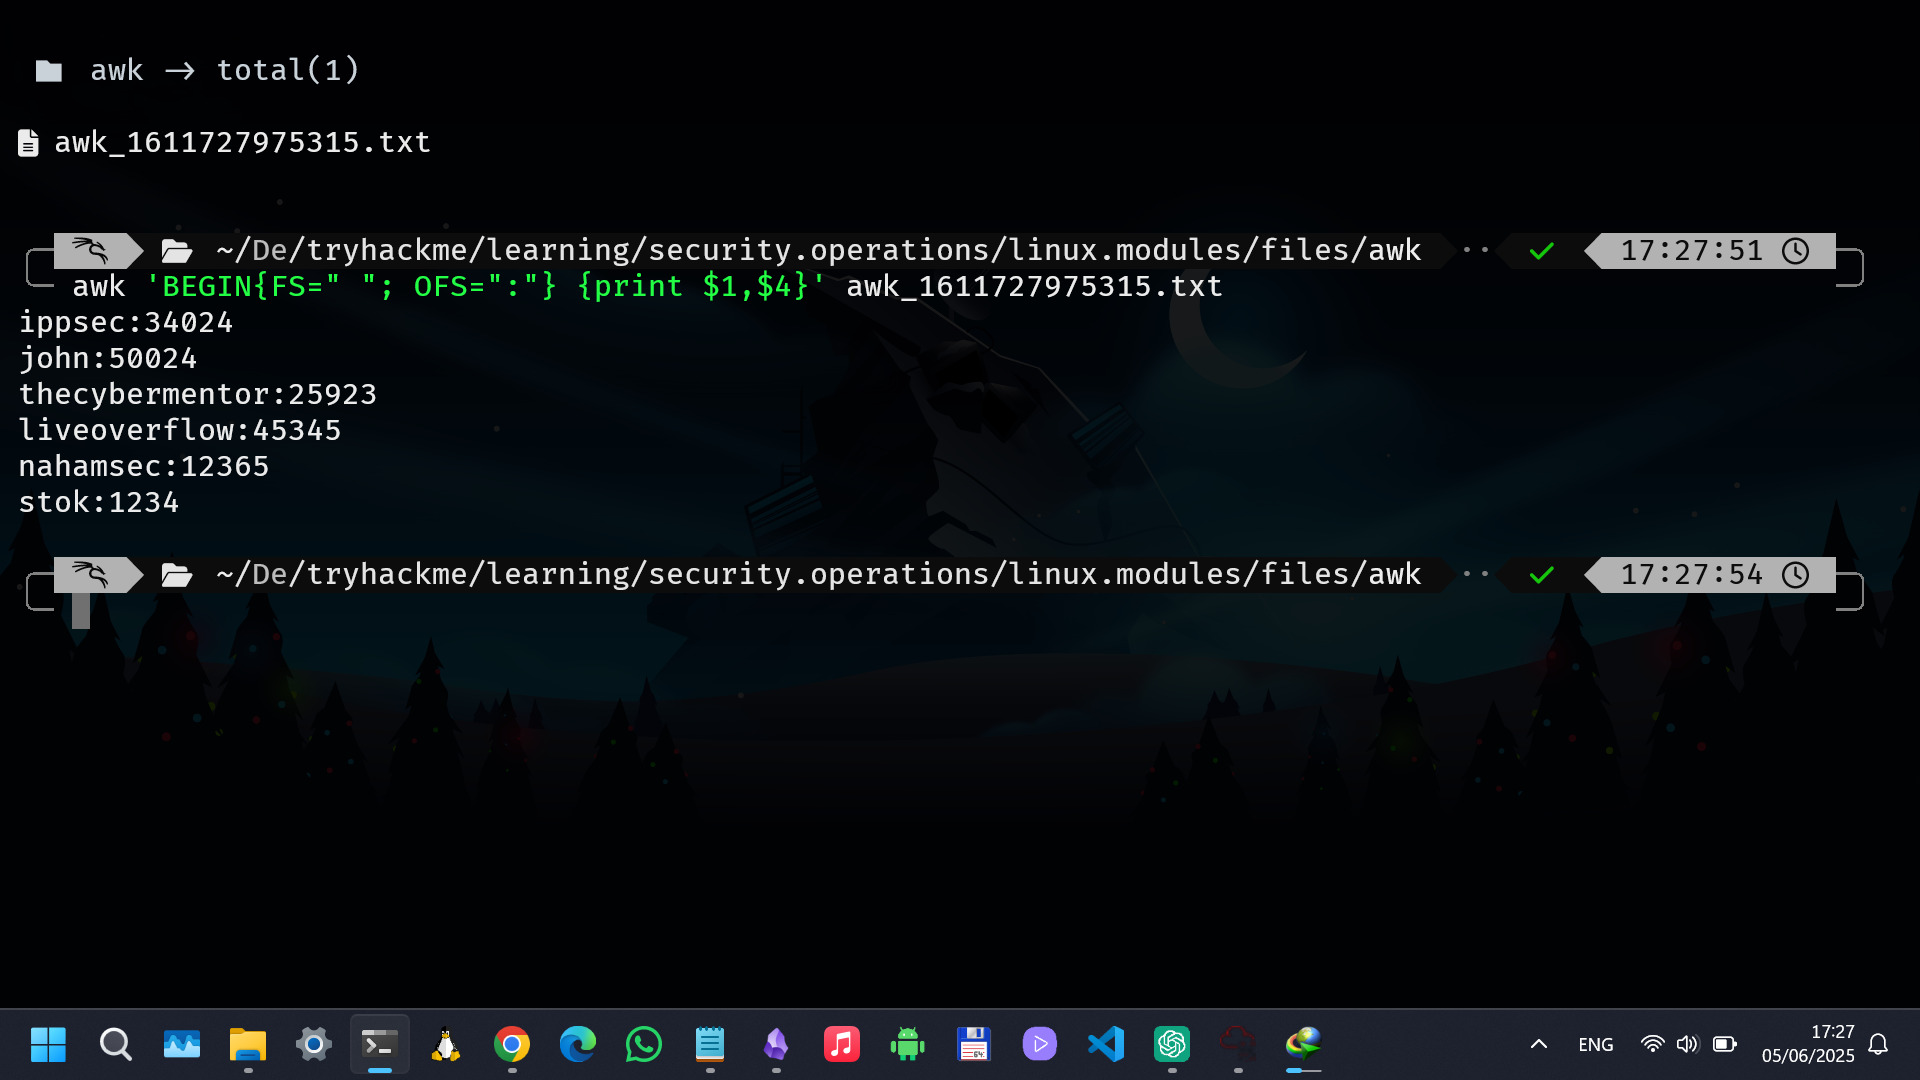 awk → total(1)
awk_1611727975315.txt
~/De/tryhackme/learning/security.operations/linux.modules/files/awk ·· ✓ 17:27:51
awk 'BEGIN{FS=" "; OFS=":"} {print $1,$4}' awk_1611727975315.txt
ippsec:34024
john:50024
thecybermentor:25923
liveoverflow:45345
nahamsec:12365
stok:1234
~/De/tryhackme/learning/security.operations/linux.modules/files/awk ·· ✓ 17:27:54
64
ENG
17:27
05/06/2025